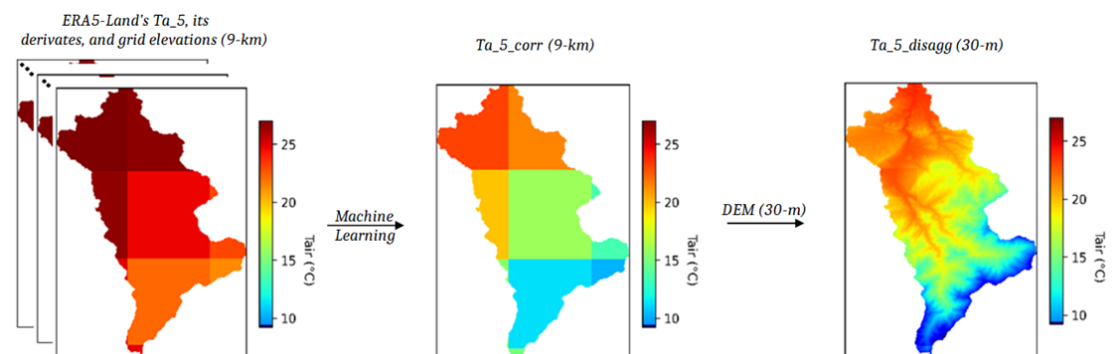 ERA5-Land's Ta_5, its
derivates, and grid elevations (9-km)
Ta_5_corr (9-km)
Ta_5_disagg (30-m)
25
20
15
10
Tair (°C)
Machine
Learning
25
20
15
10
Tair (°C)
DEM (30-m)
25
20
15
10
Tair (°C)